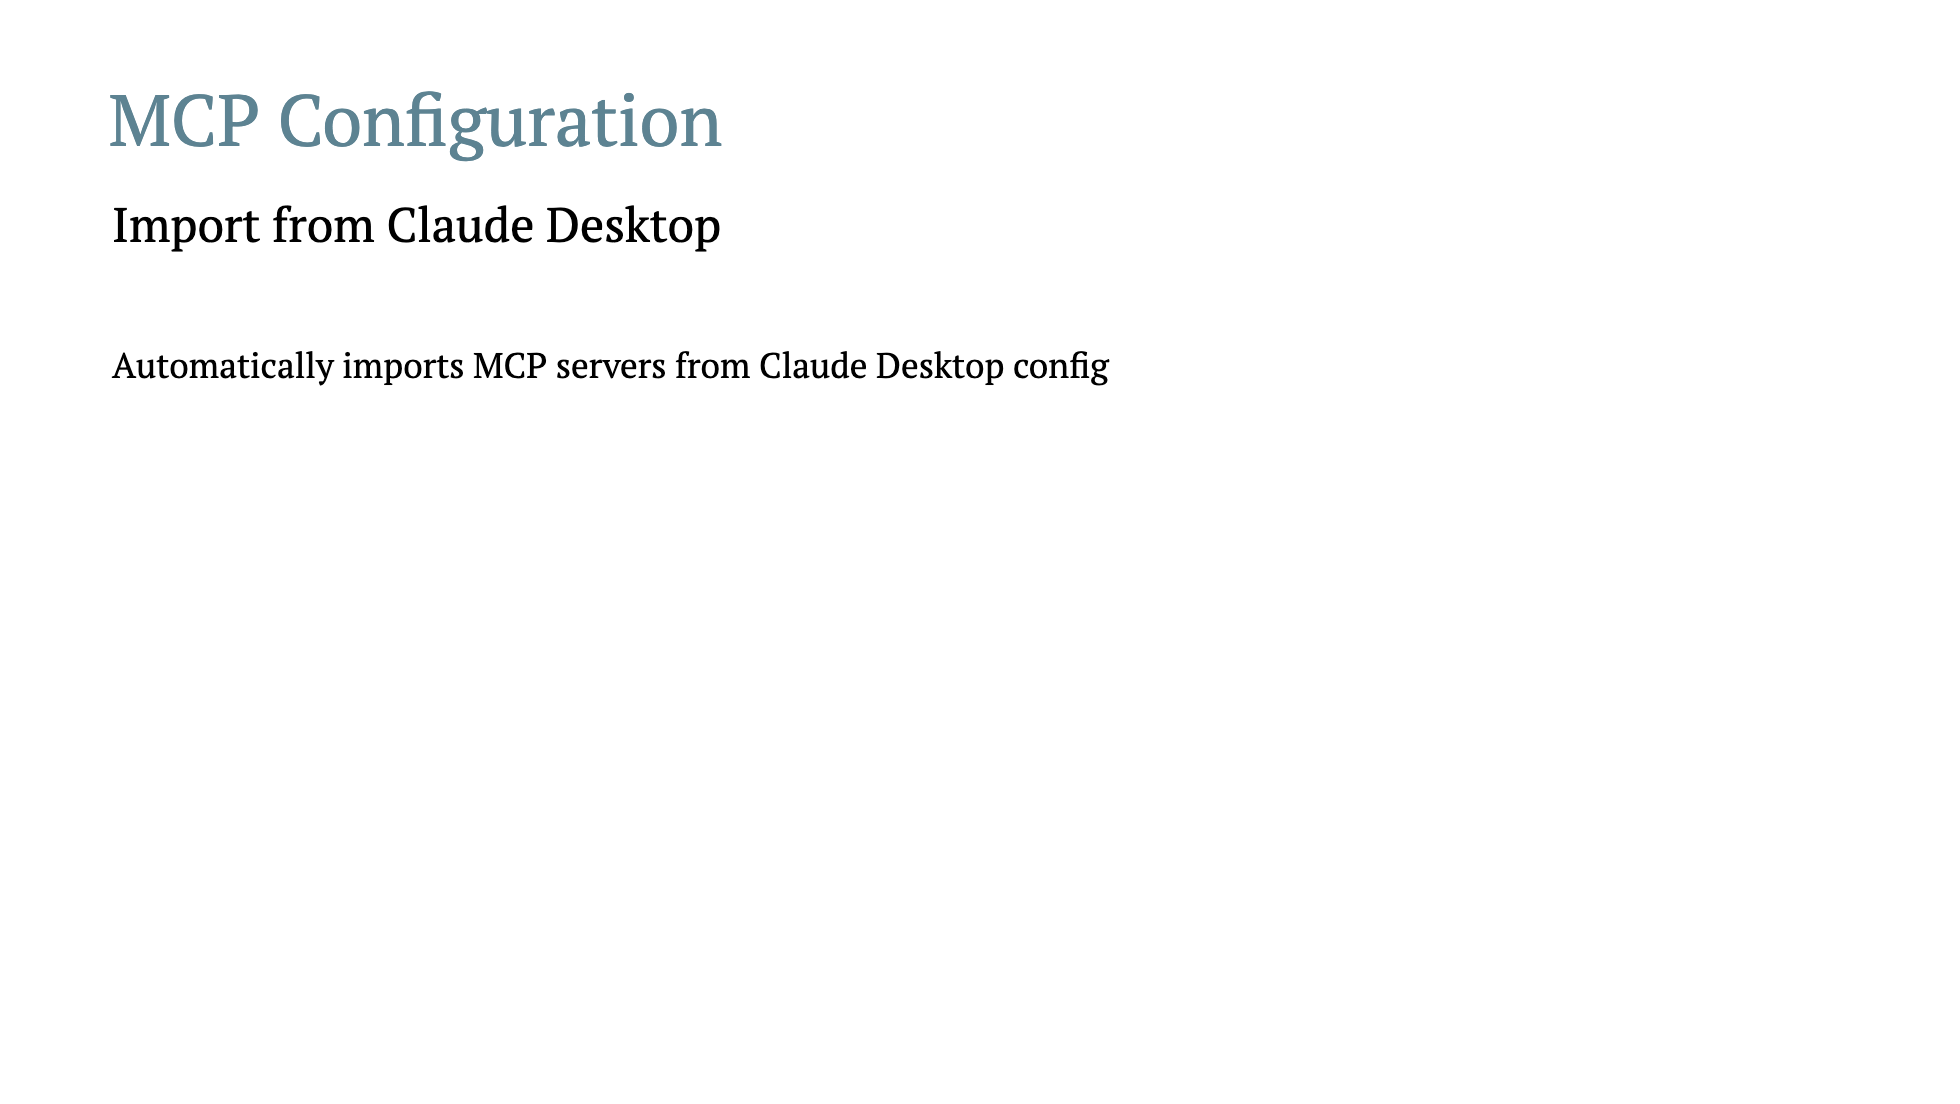 MCP Configuration
Import from Claude Desktop
Automatically imports MCP servers from Claude Desktop config